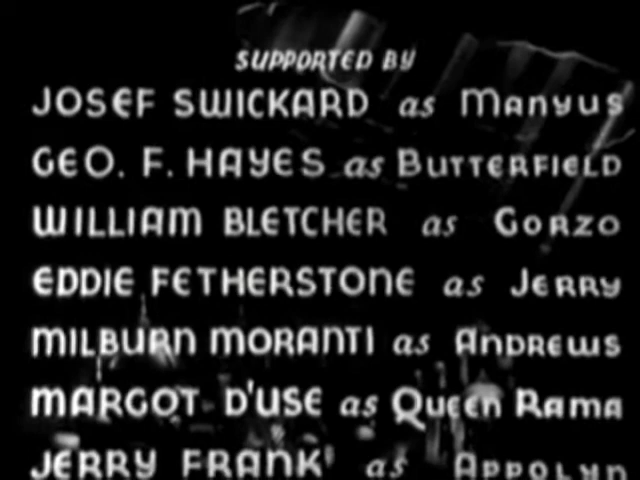 SUPPORTED BY
JOSEF SWICKARD as MANYUS
GEO. F. HAYES as BUTTERFIELD
WILLIAM BLETCHER as GORZO
EDDIE FETHERSTONE as JERRY
MILBURN MORANTI as ANDREWS
MARGOT D'USE as QUEEN RAMA
JERRY FRANK as APPOLYN